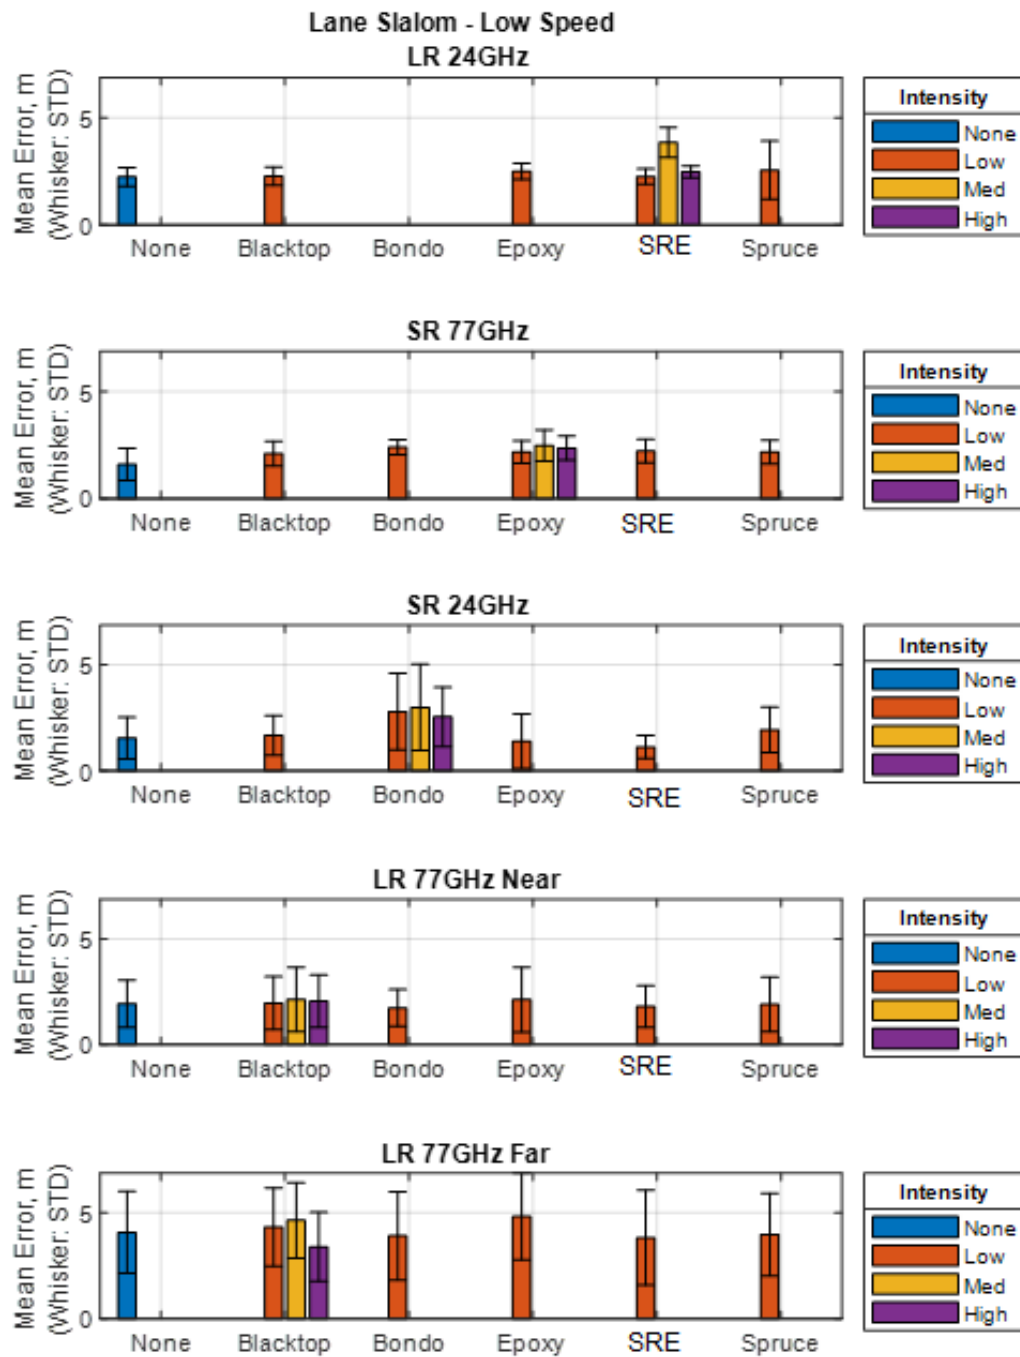 Lane Slalom - Low Speed
LR 24GHz
Mean Error, m
(Whisker: STD)
5
0
None Blacktop Bondo Epoxy SRE Spruce
Intensity
None
Low
Med
High
SR 77GHz
Mean Error, m
(Whisker: STD)
5
0
None Blacktop Bondo Epoxy SRE Spruce
Intensity
None
Low
Med
High
SR 24GHz
Mean Error, m
(Whisker: STD)
5
0
None Blacktop Bondo Epoxy SRE Spruce
Intensity
None
Low
Med
High
LR 77GHz Near
Mean Error, m
(Whisker: STD)
5
0
None Blacktop Bondo Epoxy SRE Spruce
Intensity
None
Low
Med
High
LR 77GHz Far
Mean Error, m
(Whisker: STD)
5
0
None Blacktop Bondo Epoxy SRE Spruce
Intensity
None
Low
Med
High